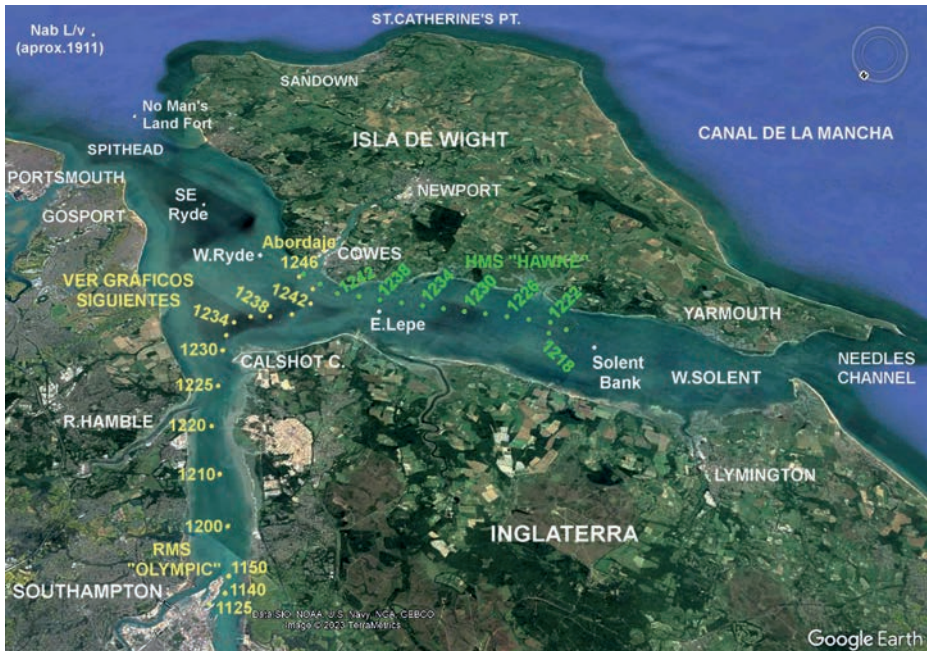 ST.CATHERINE'S PT.
Nab L/v
(aprox.1911)
SANDOWN
No Man's
Land Fort
ISLA DE WIGHT
CANAL DE LA MANCHA
SPITHEAD
PORTSMOUTH
NEWPORT
SE
Ryde
GOSPORT
Abordaje
1246
W.Ryde
COWES
HMS "HAWKE"
VER GRÁFICOS
SIGUIENTES
1242
1238
1234
1230
1226
1222
1218
1242
1238
1234
1230
E.Lepe
YARMOUTH
CALSHOT C.
Solent
Bank
W.SOLENT
NEEDLES
CHANNEL
1225
R.HAMBLE
1220
1210
LYMINGTON
1200
INGLATERRA
RMS
"OLYMPIC"
1150
SOUTHAMPTON
1140
1125
Data SIO, NOAA, U.S. Navy, NGA, GEBCO
Image © 2023 TerraMetrics
Google Earth